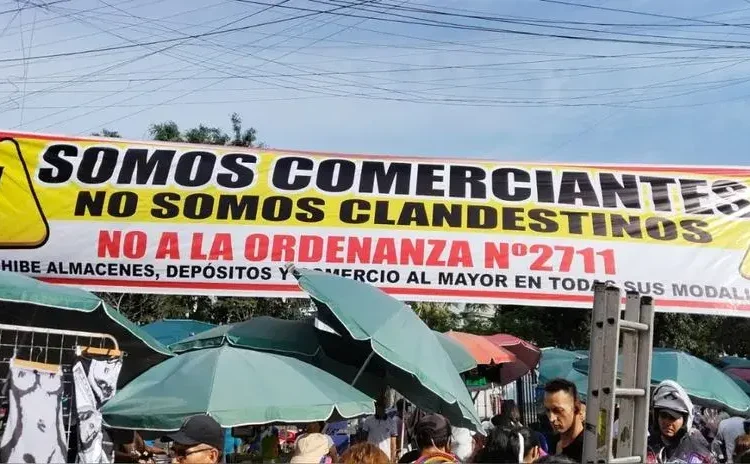 SOMOS COMERCIANTES
NO SOMOS CLANDESTINOS
NO A LA ORDENANZA Nº2711
HIBE ALMACENES, DEPÓSITOS Y COMERCIO AL MAYOR EN TODAS SUS MODALI